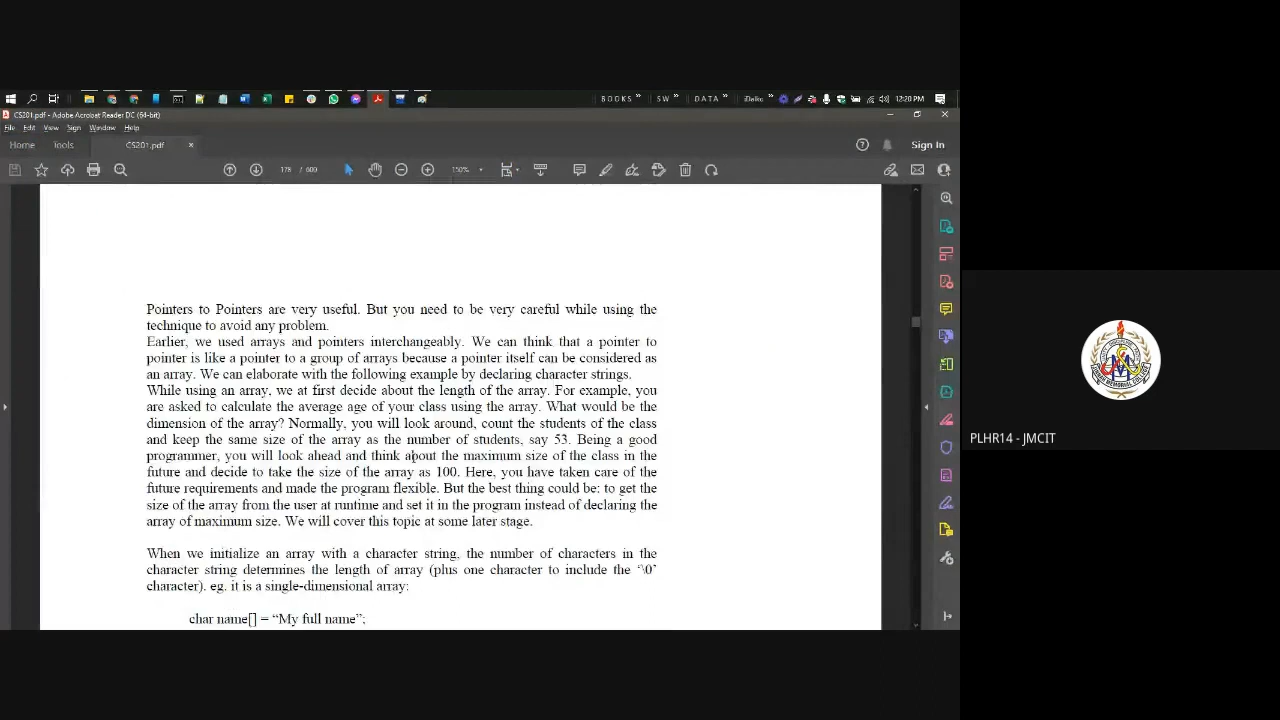 BOOKS
SW
DATA
12:20 PM
CS201.pdf - Adobe Acrobat Reader DC (64-bit)
File Edit View Sign Window Help
Home Tools CS201.pdf × Sign In
178 / 609 150%
Pointers to Pointers are very useful. But you need to be very careful while using the
technique to avoid any problem.
Earlier, we used arrays and pointers interchangeably. We can think that a pointer to
pointer is like a pointer to a group of arrays because a pointer itself can be considered as
an array. We can elaborate with the following example by declaring character strings.
While using an array, we at first decide about the length of the array. For example, you
are asked to calculate the average age of your class using the array. What would be the
dimension of the array? Normally, you will look around, count the students of the class
and keep the same size of the array as the number of students, say 53. Being a good
programmer, you will look ahead and think about the maximum size of the class in the
future and decide to take the size of the array as 100. Here, you have taken care of the
future requirements and made the program flexible. But the best thing could be: to get the
size of the array from the user at runtime and set it in the program instead of declaring the
array of maximum size. We will cover this topic at some later stage.
When we initialize an array with a character string, the number of characters in the
character string determines the length of array (plus one character to include the ‘\0’
character). eg. it is a single-dimensional array:
char name[] = “My full name”;
PLHR14 - JMCIT